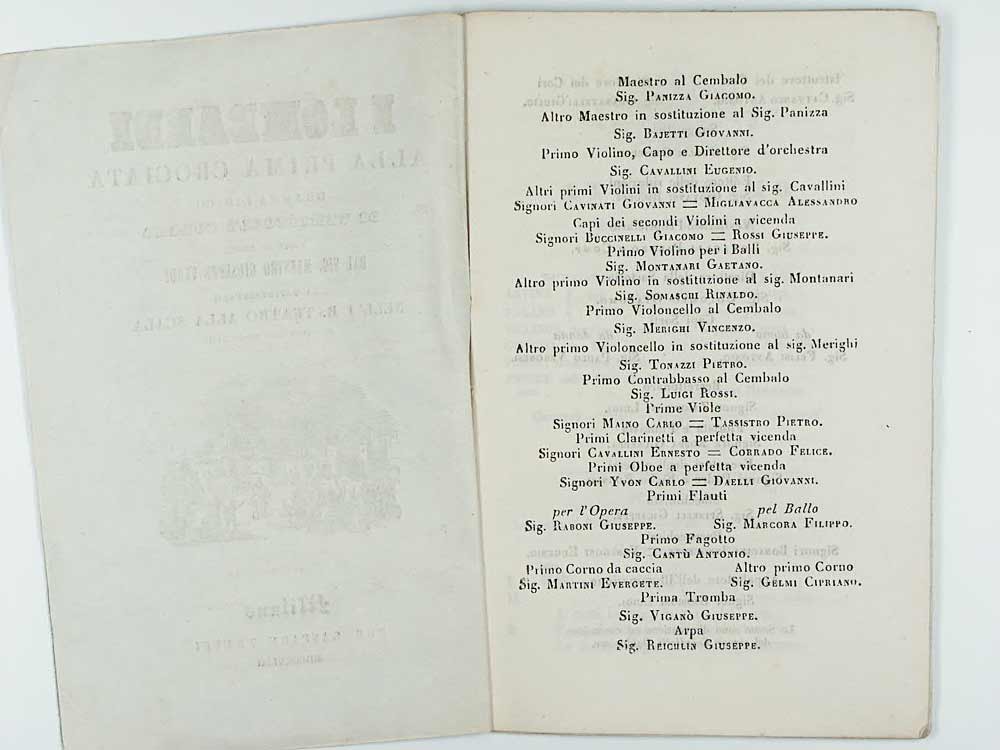 Maestro al Cembalo
Sig. PANIZZA GIACOMO.
Altro Maestro in sostituzione al Sig. Panizza
Sig. BAJETTI GIOVANNI.
Primo Violino, Capo e Direttore d'orchestra
Sig. CAVALLINI EUGENIO.
Altri primi Violini in sostituzione al sig. Cavallini
Signori CAVINATI GIOVANNI = MIGLIAVACCA ALESSANDRO
Capi dei secondi Violini a vicenda
Signori BUCCINELLI GIACOMO = ROSSI GIUSEPPE.
Primo Violino per i Balli
Sig. MONTANARI GAETANO.
Altro primo Violino in sostituzione al sig. Montanari
Sig. SOMASCHI RINALDO.
Primo Violoncello al Cembalo
Sig. MERIGHI VINCENZO.
Altro primo Violoncello in sostituzione al sig. Merighi
Sig. TONAZZI PIETRO.
Primo Contrabbasso al Cembalo
Sig. LUIGI ROSSI.
Prime Viole
Signori MAINO CARLO = TASSISTRO PIETRO.
Primi Clarinetti a perfetta vicenda
Signori CAVALLINI ERNESTO = CORRADO FELICE.
Primi Oboe a perfetta vicenda
Signori YVON CARLO = DAELLI GIOVANNI.
Primi Flauti
per l'Opera pel Ballo
Sig. RABONI GIUSEPPE. Sig. MARCORA FILIPPO.
Primo Fagotto
Sig. CANTÙ ANTONIO.
Primo Corno da caccia Altro primo Corno
Sig. MARTINI EVERGETE. Sig. GELMI CIPRIANO.
Prima Tromba
Sig. VIGANÒ GIUSEPPE.
Arpa
Sig. REICHLIN GIUSEPPE.